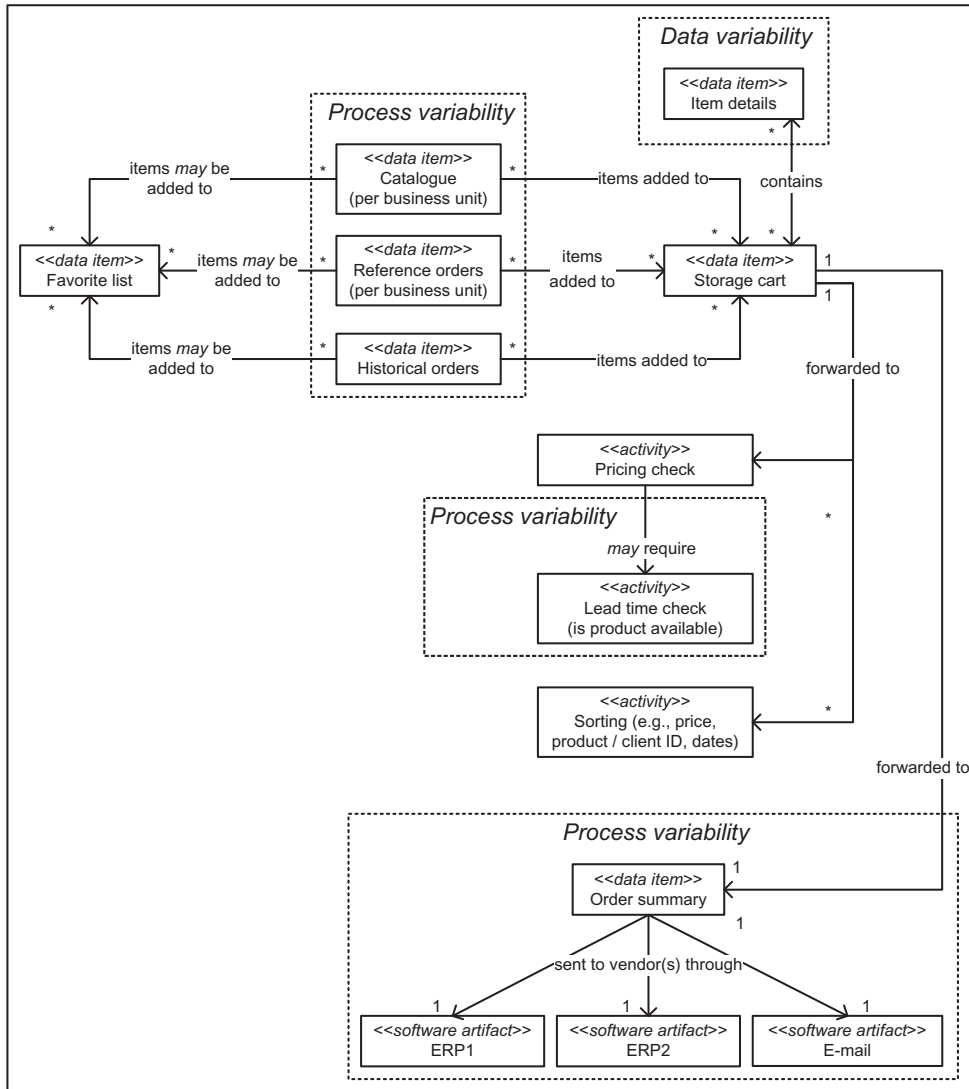 Data variability
<<data item>>
Item details
*
contains
*
Process variability
<<data item>>
Catalogue
(per business unit)
<<data item>>
Reference orders
(per business unit)
<<data item>>
Historical orders
*
*
*
*
*
*
items may be
added to
items may be
added to
items may be
added to
*
*
*
<<data item>>
Favorite list
items added to
items
added to
items added to
*
*
*
<<data item>>
Storage cart
1
1
forwarded to
<<activity>>
Pricing check
*
Process variability
may require
<<activity>>
Lead time check
(is product available)
<<activity>>
Sorting (e.g., price,
product / client ID, dates)
*
forwarded to
Process variability
<<data item>>
Order summary
1
1
sent to vendor(s) through
1
1
1
<<software artifact>>
ERP1
<<software artifact>>
ERP2
<<software artifact>>
E-mail